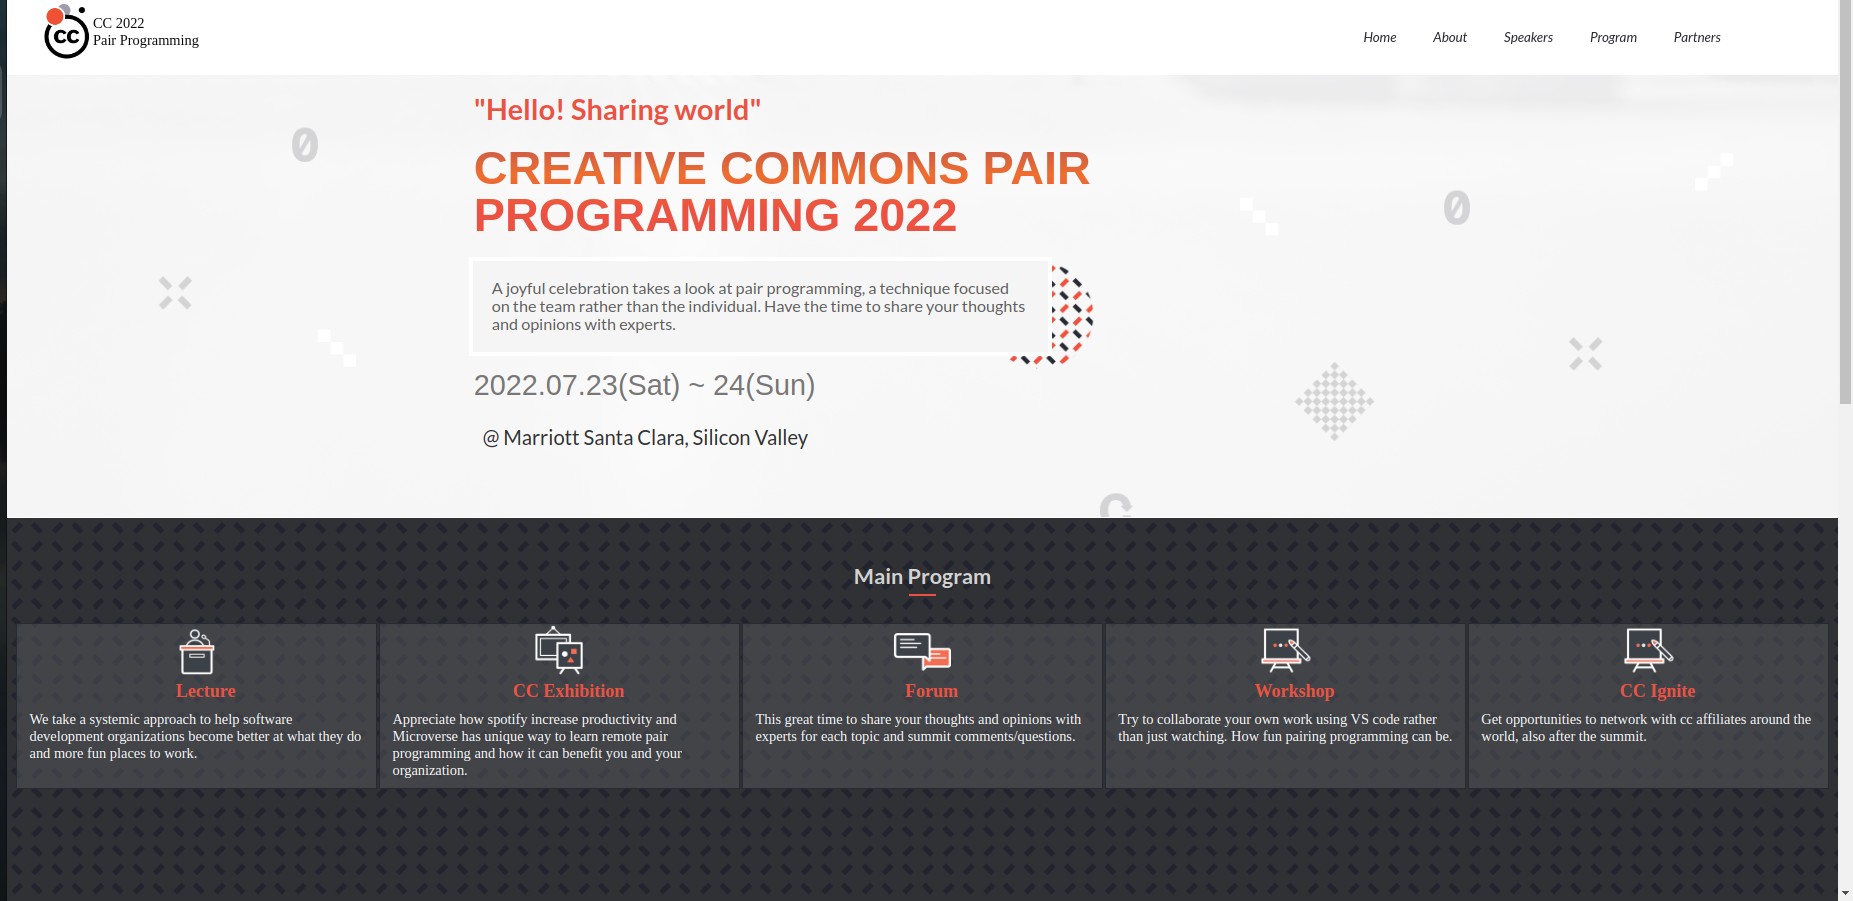 CC 2022
Pair Programming
Home About Speakers Program Partners
"Hello! Sharing world"
CREATIVE COMMONS PAIR
PROGRAMMING 2022
A joyful celebration takes a look at pair programming, a technique focused
on the team rather than the individual. Have the time to share your thoughts
and opinions with experts.
2022.07.23(Sat) ~ 24(Sun)
@ Marriott Santa Clara, Silicon Valley
Main Program
Lecture
We take a systemic approach to help software
development organizations become better at what they do
and more fun places to work.
CC Exhibition
Appreciate how spotify increase productivity and
Microverse has unique way to learn remote pair
programming and how it can benefit you and your
organization.
Forum
This great time to share your thoughts and opinions with
experts for each topic and summit comments/questions.
Workshop
Try to collaborate your own work using VS code rather
than just watching. How fun pairing programming can be.
CC Ignite
Get opportunities to network with cc affiliates around the
world, also after the summit.